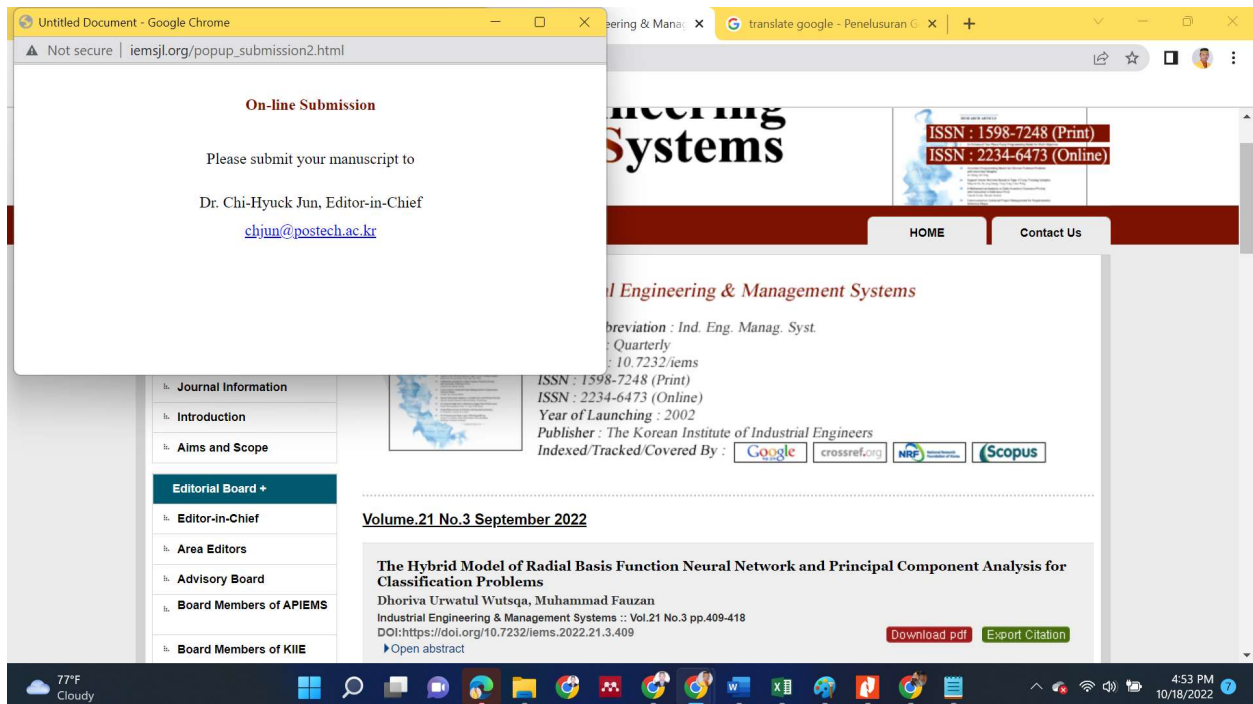 Untitled Document - Google Chrome
eering & Manag
translate google - Penelusuran G
Not secure | iemsjl.org/popup_submission2.html
On-line Submission
Please submit your manuscript to
Dr. Chi-Hyuck Jun, Editor-in-Chief
chjun@postech.ac.kr
Systems
ISSN : 1598-7248 (Print)
ISSN : 2234-6473 (Online)
HOME
Contact Us
l Engineering & Management Systems
breviation : Ind. Eng. Manag. Syst.
: Quarterly
: 10.7232/iems
ISSN : 1598-7248 (Print)
ISSN : 2234-6473 (Online)
Year of Launching : 2002
Publisher : The Korean Institute of Industrial Engineers
Indexed/Tracked/Covered By : Google crossref.org NRF Scopus
Journal Information
Introduction
Aims and Scope
Editorial Board +
Editor-in-Chief
Area Editors
Advisory Board
Board Members of APIEMS
Board Members of KIIE
Volume.21 No.3 September 2022
The Hybrid Model of Radial Basis Function Neural Network and Principal Component Analysis for
Classification Problems
Dhoriva Urwatul Wutsqa, Muhammad Fauzan
Industrial Engineering & Management Systems :: Vol.21 No.3 pp.409-418
DOI:https://doi.org/10.7232/iems.2022.21.3.409
Download pdf
Export Citation
Open abstract
77°F
Cloudy
4:53 PM
10/18/2022
7